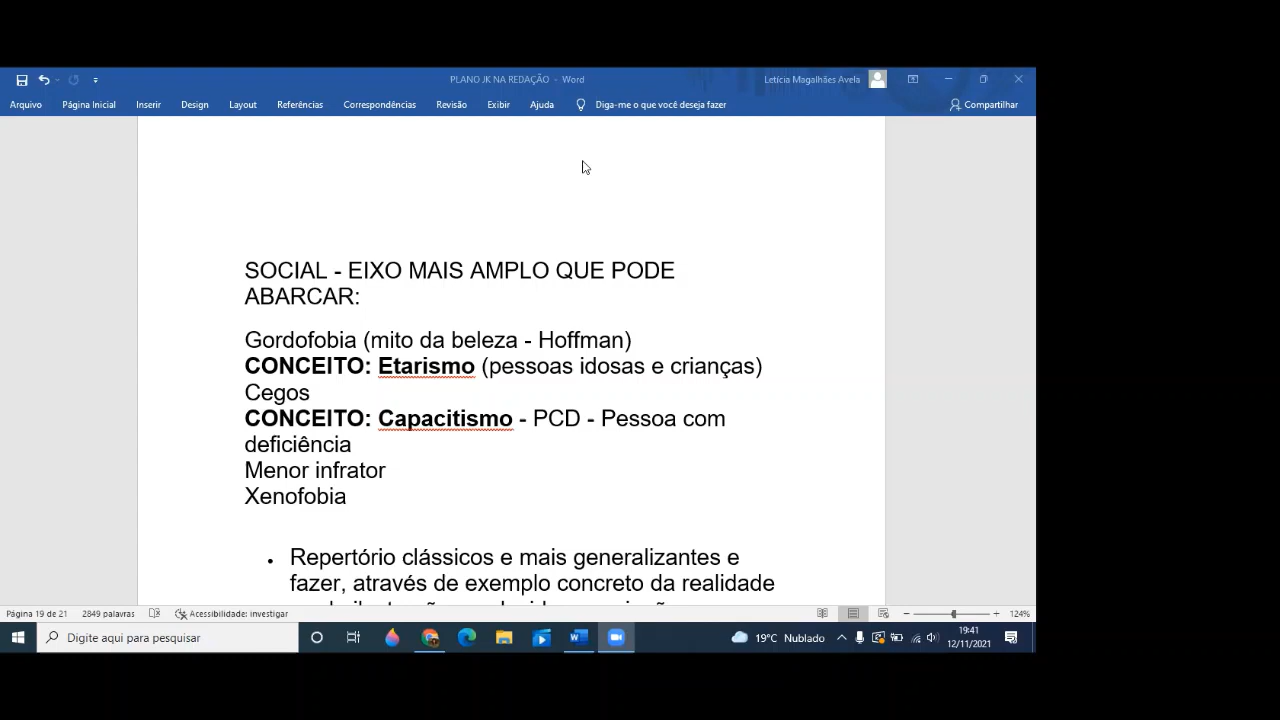 PLANO JK NA REDAÇÃO - Word
Letícia Magalhães Avela
Arquivo Página Inicial Inserir Design Layout Referências Correspondências Revisão Exibir Ajuda Diga-me o que você deseja fazer Compartilhar
SOCIAL - EIXO MAIS AMPLO QUE PODE
ABARCAR:
Gordofobia (mito da beleza - Hoffman)
CONCEITO: Etarismo (pessoas idosas e crianças)
Cegos
CONCEITO: Capacitismo - PCD - Pessoa com
deficiência
Menor infrator
Xenofobia
• Repertório clássicos e mais generalizantes e
fazer, através de exemplo concreto da realidade
Página 19 de 21 2849 palavras Acessibilidade: investigar 124%
Digite aqui para pesquisar 19°C Nublado 19:41
12/11/2021